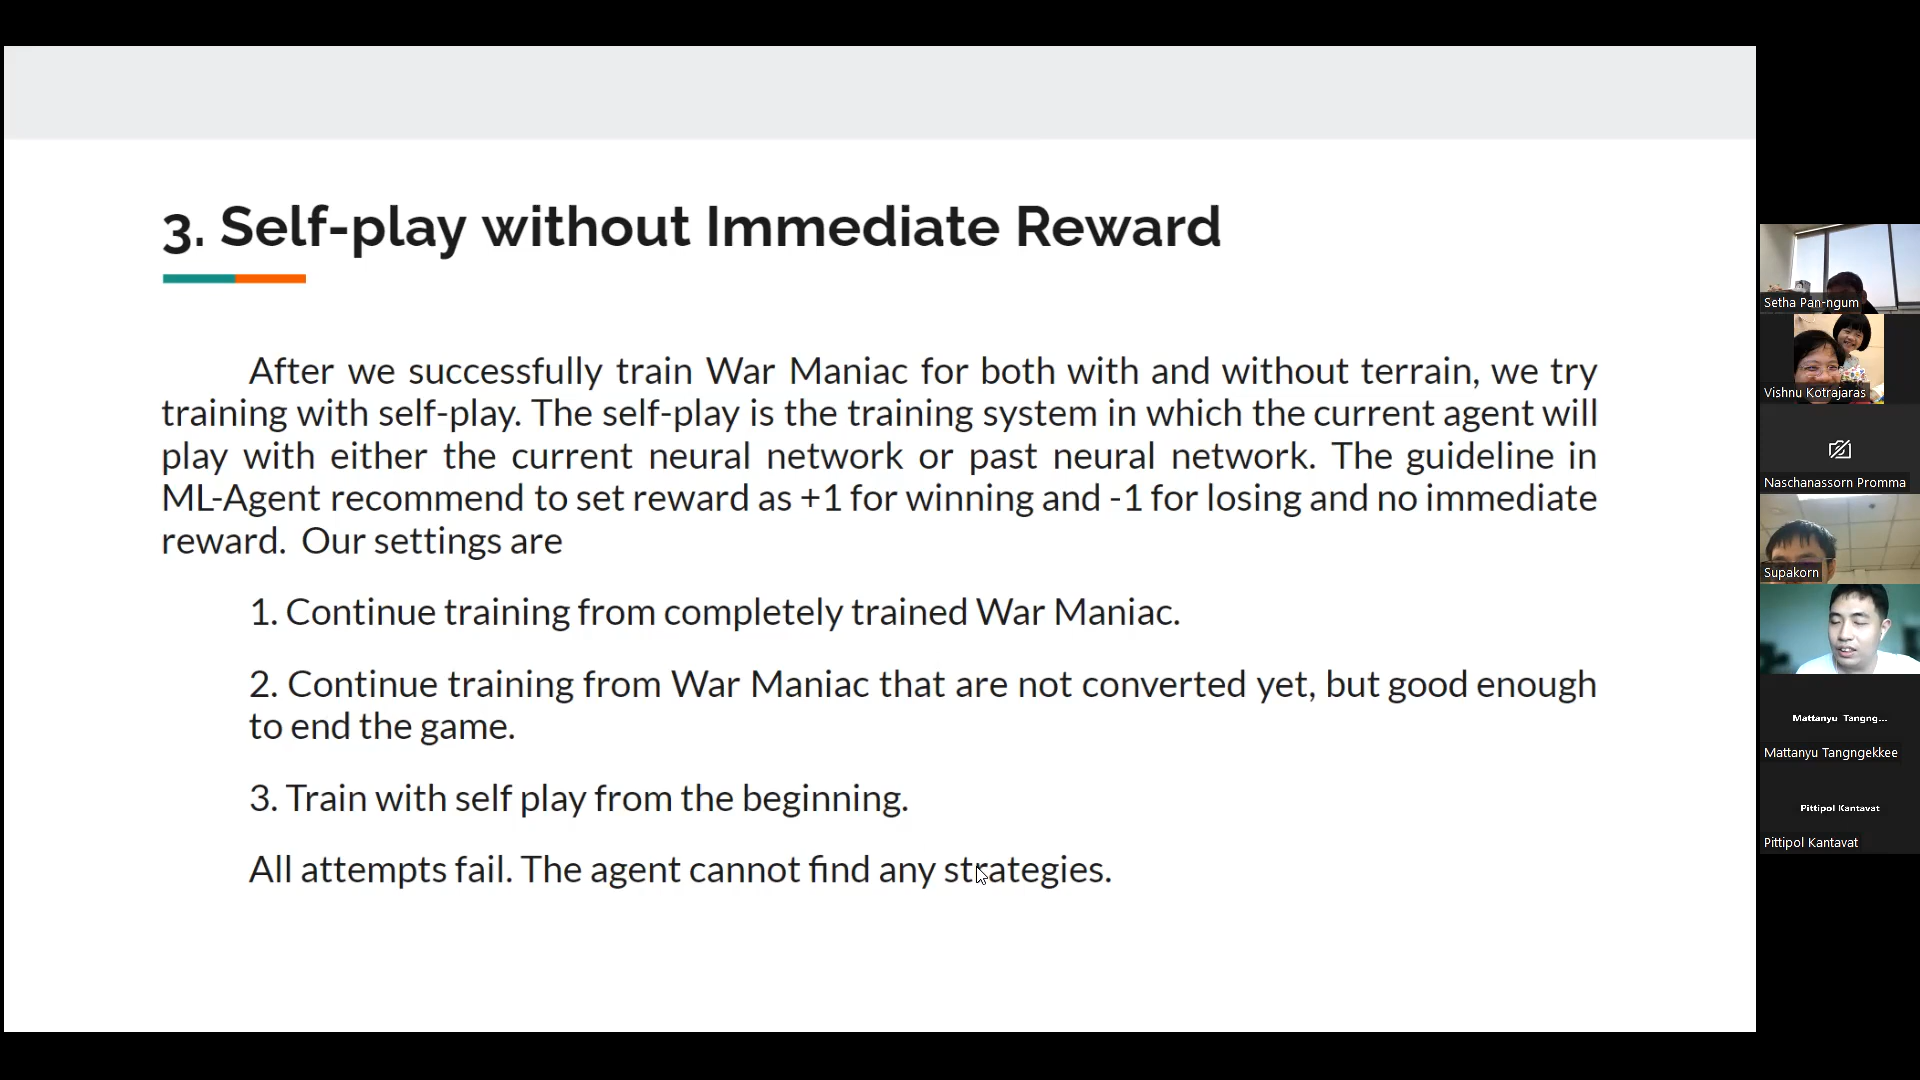 3. Self-play without Immediate Reward
After we successfully train War Maniac for both with and without terrain, we try
training with self-play. The self-play is the training system in which the current agent will
play with either the current neural network or past neural network. The guideline in
ML-Agent recommend to set reward as +1 for winning and -1 for losing and no immediate
reward. Our settings are
1. Continue training from completely trained War Maniac.
2. Continue training from War Maniac that are not converted yet, but good enough
to end the game.
3. Train with self play from the beginning.
All attempts fail. The agent cannot find any strategies.
Setha Pan-ngum
Vishnu Kotrajaras
Naschanassorn Promma
Supakorn
Mattanyu Tangng...
Mattanyu Tangngekkee
Pittipol Kantavat
Pittipol Kantavat